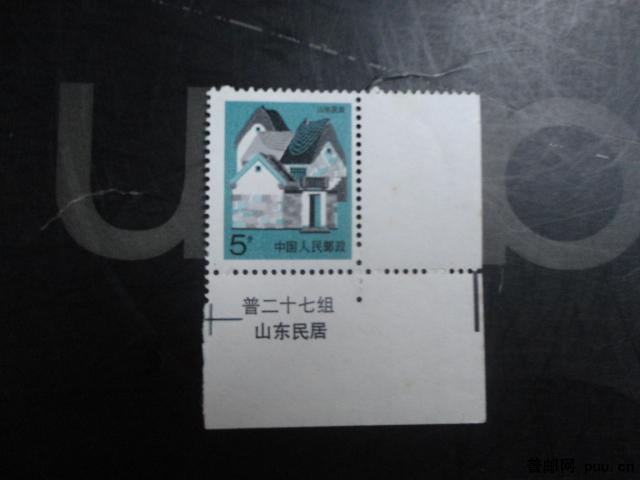 山东民居
5分
中国人民邮政
普二十七组
山东民居
普邮网 puu.cn